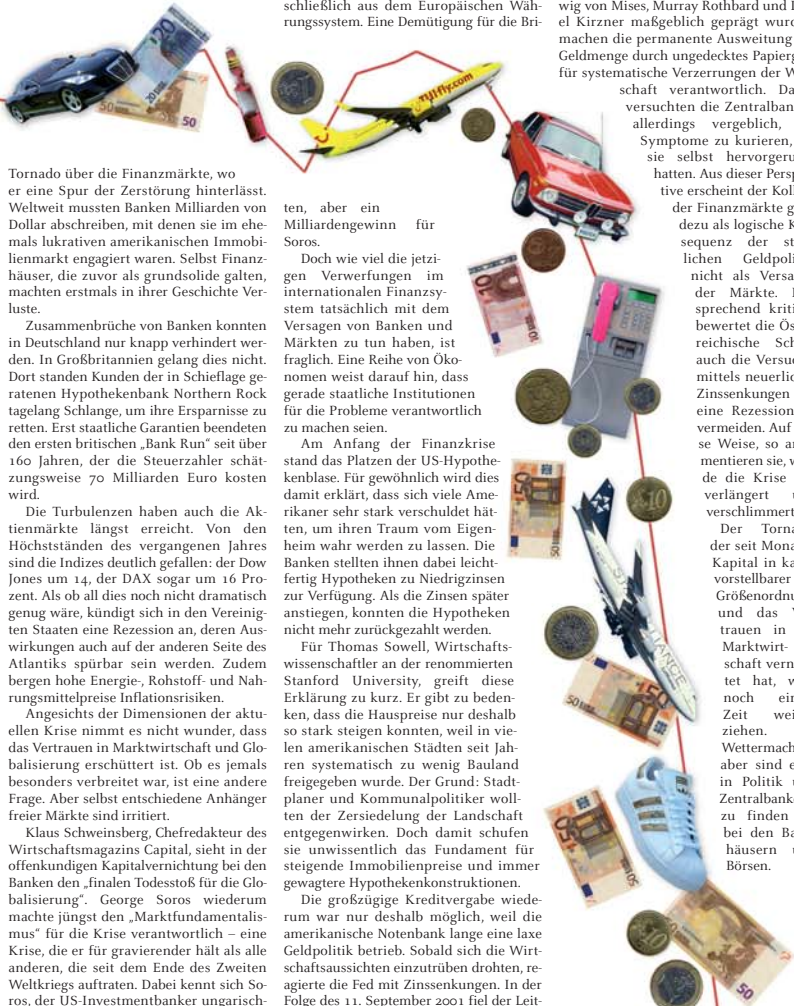 schließlich aus dem Europäischen Wäh-
rungssystem. Eine Demütigung für die Bri-
Tornado über die Finanzmärkte, wo
er eine Spur der Zerstörung hinterlässt.
Weltweit mussten Banken Milliarden von
Dollar abschreiben, mit denen sie im ehe-
mals lukrativen amerikanischen Immobi-
lienmarkt engagiert waren. Selbst Finanz-
häuser, die zuvor als grundsolide galten,
machten erstmals in ihrer Geschichte Ver-
luste.
Zusammenbrüche von Banken konnten
in Deutschland nur knapp verhindert wer-
den. In Großbritannien gelang dies nicht.
Dort standen Kunden der in Schieflage ge-
ratenen Hypothekenbank Northern Rock
tagelang Schlange, um ihre Ersparnisse zu
retten. Erst staatliche Garantien beendeten
den ersten britischen „Bank Run“ seit über
160 Jahren, der die Steuerzahler schät-
zungsweise 70 Milliarden Euro kosten
wird.
Die Turbulenzen haben auch die Ak-
tienmärkte längst erreicht. Von den
Höchstständen des vergangenen Jahres
sind die Indizes deutlich gefallen: der Dow
Jones um 14, der DAX sogar um 16 Pro-
zent. Als ob all dies noch nicht dramatisch
genug wäre, kündigt sich in den Vereinig-
ten Staaten eine Rezession an, deren Aus-
wirkungen auch auf der anderen Seite des
Atlantiks spürbar sein werden. Zudem
bergen hohe Energie-, Rohstoff- und Nah-
rungsmittelpreise Inflationsrisiken.
Angesichts der Dimensionen der aktu-
ellen Krise nimmt es nicht wunder, dass
das Vertrauen in Marktwirtschaft und Glo-
balisierung erschüttert ist. Ob es jemals
besonders verbreitet war, ist eine andere
Frage. Aber selbst entschiedene Anhänger
freier Märkte sind irritiert.
Klaus Schweinsberg, Chefredakteur des
Wirtschaftsmagazins Capital, sieht in der
offenkundigen Kapitalvernichtung bei den
Banken den „finalen Todesstoß für die Glo-
balisierung“. George Soros wiederum
machte jüngst den „Marktfundamentalis-
mus“ für die Krise verantwortlich – eine
Krise, die er für gravierender hält als alle
anderen, die seit dem Ende des Zweiten
Weltkriegs auftraten. Dabei kennt sich So-
ros, der US-Investmentbanker ungarisch-
ten, aber ein
Milliardengewinn für
Soros.
Doch wie viel die jetzi-
gen Verwerfungen im
internationalen Finanzsy-
stem tatsächlich mit dem
Versagen von Banken und
Märkten zu tun haben, ist
fraglich. Eine Reihe von Öko-
nomen weist darauf hin, dass
gerade staatliche Institutionen
für die Probleme verantwortlich
zu machen seien.
Am Anfang der Finanzkrise
stand das Platzen der US-Hypothe-
kenblase. Für gewöhnlich wird dies
damit erklärt, dass sich viele Ame-
rikaner sehr stark verschuldet hät-
ten, um ihren Traum vom Eigen-
heim wahr werden zu lassen. Die
Banken stellten ihnen dabei leicht-
fertig Hypotheken zu Niedrigzinsen
zur Verfügung. Als die Zinsen später
anstiegen, konnten die Hypotheken
nicht mehr zurückgezahlt werden.
Für Thomas Sowell, Wirtschafts-
wissenschaftler an der renommierten
Stanford University, greift diese
Erklärung zu kurz. Er gibt zu beden-
ken, dass die Hauspreise nur deshalb
so stark steigen konnten, weil in vie-
len amerikanischen Städten seit Jah-
ren systematisch zu wenig Bauland
freigegeben wurde. Der Grund: Stadt-
planer und Kommunalpolitiker woll-
ten der Zersiedelung der Landschaft
entgegenwirken. Doch damit schufen
sie unwissentlich das Fundament für
steigende Immobilienpreise und immer
gewagtere Hypothekenkonstruktionen.
Die großzügige Kreditvergabe wiede-
rum war nur deshalb möglich, weil die
amerikanische Notenbank lange eine laxe
Geldpolitik betrieb. Sobald sich die Wirt-
schaftsaussichten einzutrüben drohten, re-
agierte die Fed mit Zinssenkungen. In der
Folge des 11. September 2001 fiel der Leit-
wig von Mises, Murray Rothbard und
el Kirzner maßgeblich geprägt wurd
machen die permanente Ausweitung
Geldmenge durch ungedecktes Papierg
für systematische Verzerrungen der W
schaft verantwortlich. Da
versuchten die Zentralban
allerdings vergeblich,
Symptome zu kurieren,
sie selbst hervorgeru
hatten. Aus dieser Persp
tive erscheint der Koll
der Finanzmärkte g
dezu als logische K
sequenz der st
lichen Geldpoli
nicht als Versa
der Märkte.
sprechend kriti
bewertet die Ös
reichische Sch
auch die Versuc
mittels neuerlic
Zinssenkungen
eine Rezession
vermeiden. Auf
se Weise, so ar
mentieren sie, w
de die Krise
verlängert
verschlimmert
Der Torna
der seit Mona
Kapital in ka
vorstellbarer
Größenordnu
und das V
trauen in
Marktwirt-
schaft vern
tet hat, w
noch ein
Zeit wei
ziehen.
Wettermach
aber sind e
in Politik u
Zentralbank
zu finden
bei den Ba
häusern u
Börsen.
20 EURO
50
TUIfly.com
10
50 EURO
10
STAR ALLIANCE
50
50
50